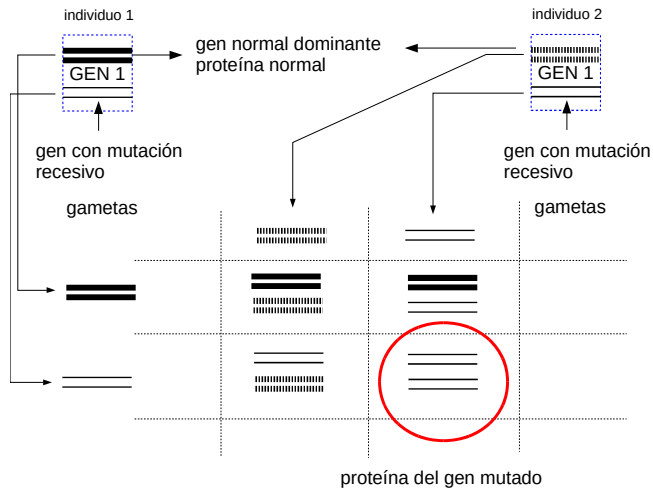 individuo 1
individuo 2
gen normal dominante
proteína normal
GEN 1
GEN 1
gen con mutación
recesivo
gen con mutación
recesivo
gametas
gametas
proteína del gen mutado